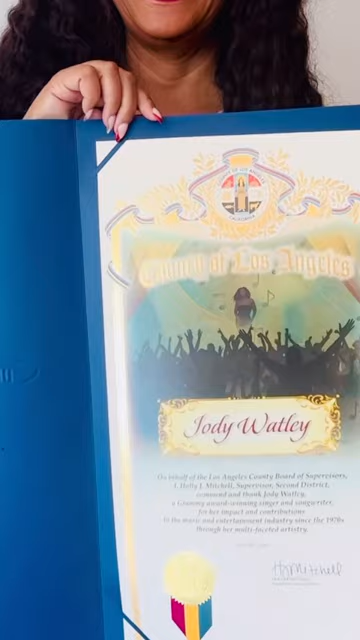 County of Los Angeles
Jody Watley
On behalf of the Los Angeles County Board of Supervisors,
I, Holly J. Mitchell, Supervisor, Second District,
commend and thank Jody Watley,
a Grammy award-winning singer and songwriter,
for her impact and contributions
to the music and entertainment industry since the 1970s
through her multi-faceted artistry.